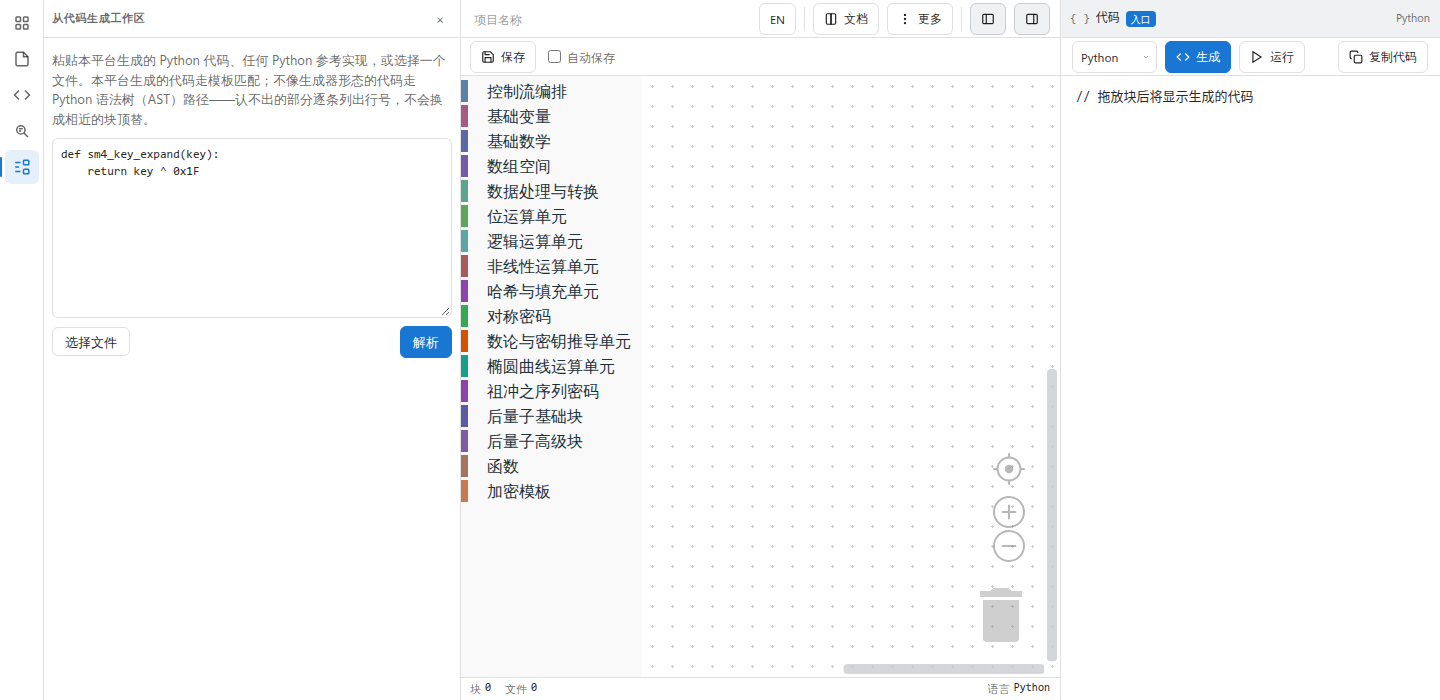 从代码生成工作区
×
粘贴本平台生成的 Python 代码、任何 Python 参考实现，或选择一个
文件。本平台生成的代码走模板匹配；不像生成器形态的代码走
Python 语法树（AST）路径——认不出的部分逐条列出行号，不会换
成相近的块顶替。
def sm4_key_expand(key):
    return key ^ 0x1F
选择文件
解析
项目名称
EN
文档
更多
保存
自动保存
控制流编排
基础变量
基础数学
数组空间
数据处理与转换
位运算单元
逻辑运算单元
非线性运算单元
哈希与填充单元
对称密码
数论与密钥推导单元
椭圆曲线运算单元
祖冲之序列密码
后量子基础块
后量子高级块
函数
加密模板
块 0 文件 0
语言 Python
{ } 代码 入口
Python
Python
生成
运行
复制代码
// 拖放块后将显示生成的代码